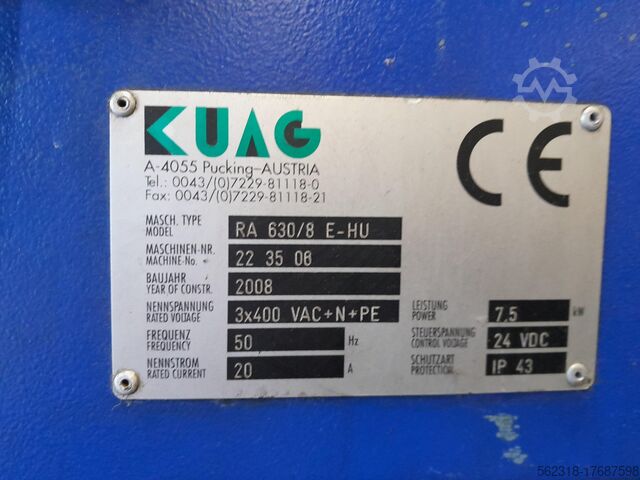 KUAG
CE
A-4055 Pucking-AUSTRIA
Tel.: 0043/(0)7229-81118-0
Fax: 0043/(0)7229-81118-21
MASCH. TYPE
MODEL
RA 630/8 E-HU
MASCHINEN-NR.
MACHINE-No.
22 35 08
BAUJAHR
YEAR OF CONSTR.
2008
NENNSPANNUNG
RATED VOLTAGE
3x400 VAC+N+PE
LEISTUNG
POWER
7.5 kW
FREQUENZ
FREQUENCY
50 Hz
STEUERSPANNUNG
CONTROL VOLTAGE
24 VDC
NENNSTROM
RATED CURRENT
20 A
SCHUTZART
PROTECTION
IP 43
562318-17687598